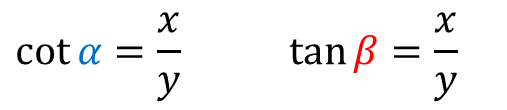 cot α = x/y tan β = x/y